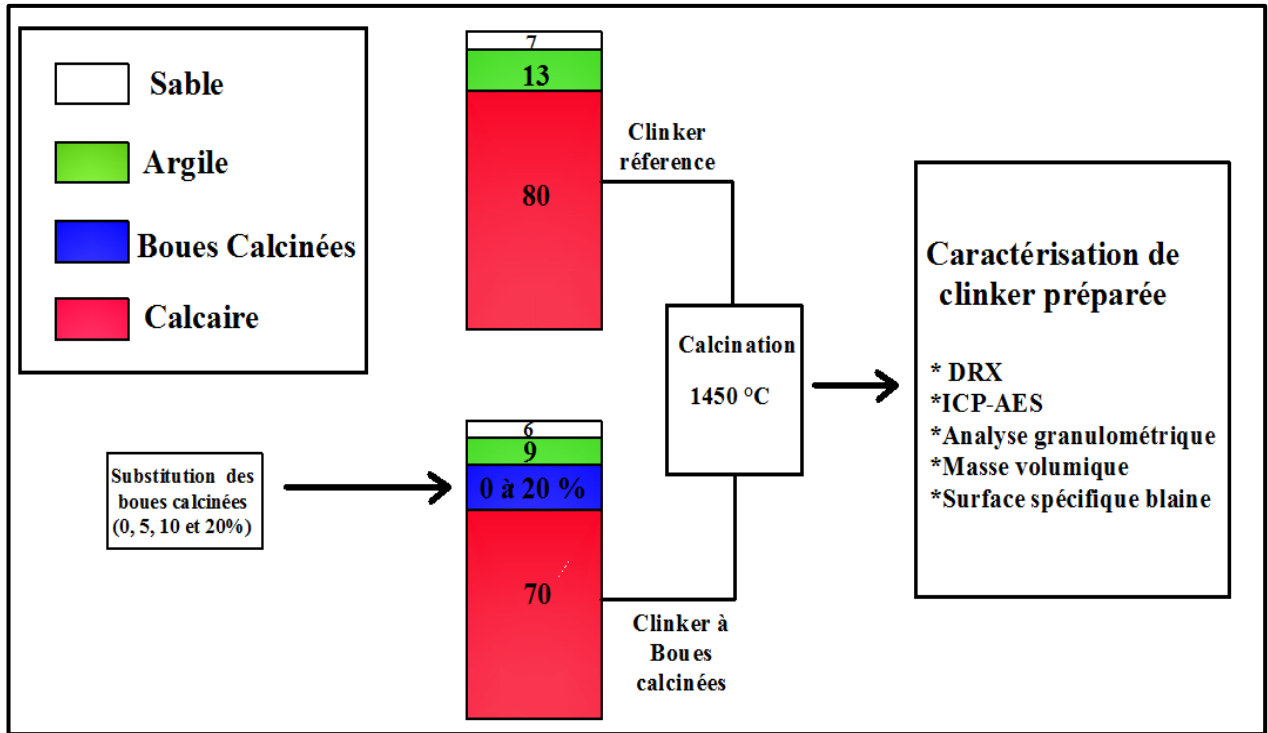 Sable
Argile
Boues Calcinées
Calcaire
7
13
80
Clinker
réference
Calcination
1450 °C
Substitution des
boues calcinées
(0, 5, 10 et 20%)
6
9
0 à 20 %
70
Clinker à
Boues
calcinées
Caractérisation de
clinker préparée
* DRX
*ICP-AES
*Analyse granulométrique
*Masse volumique
*Surface spécifique blaine